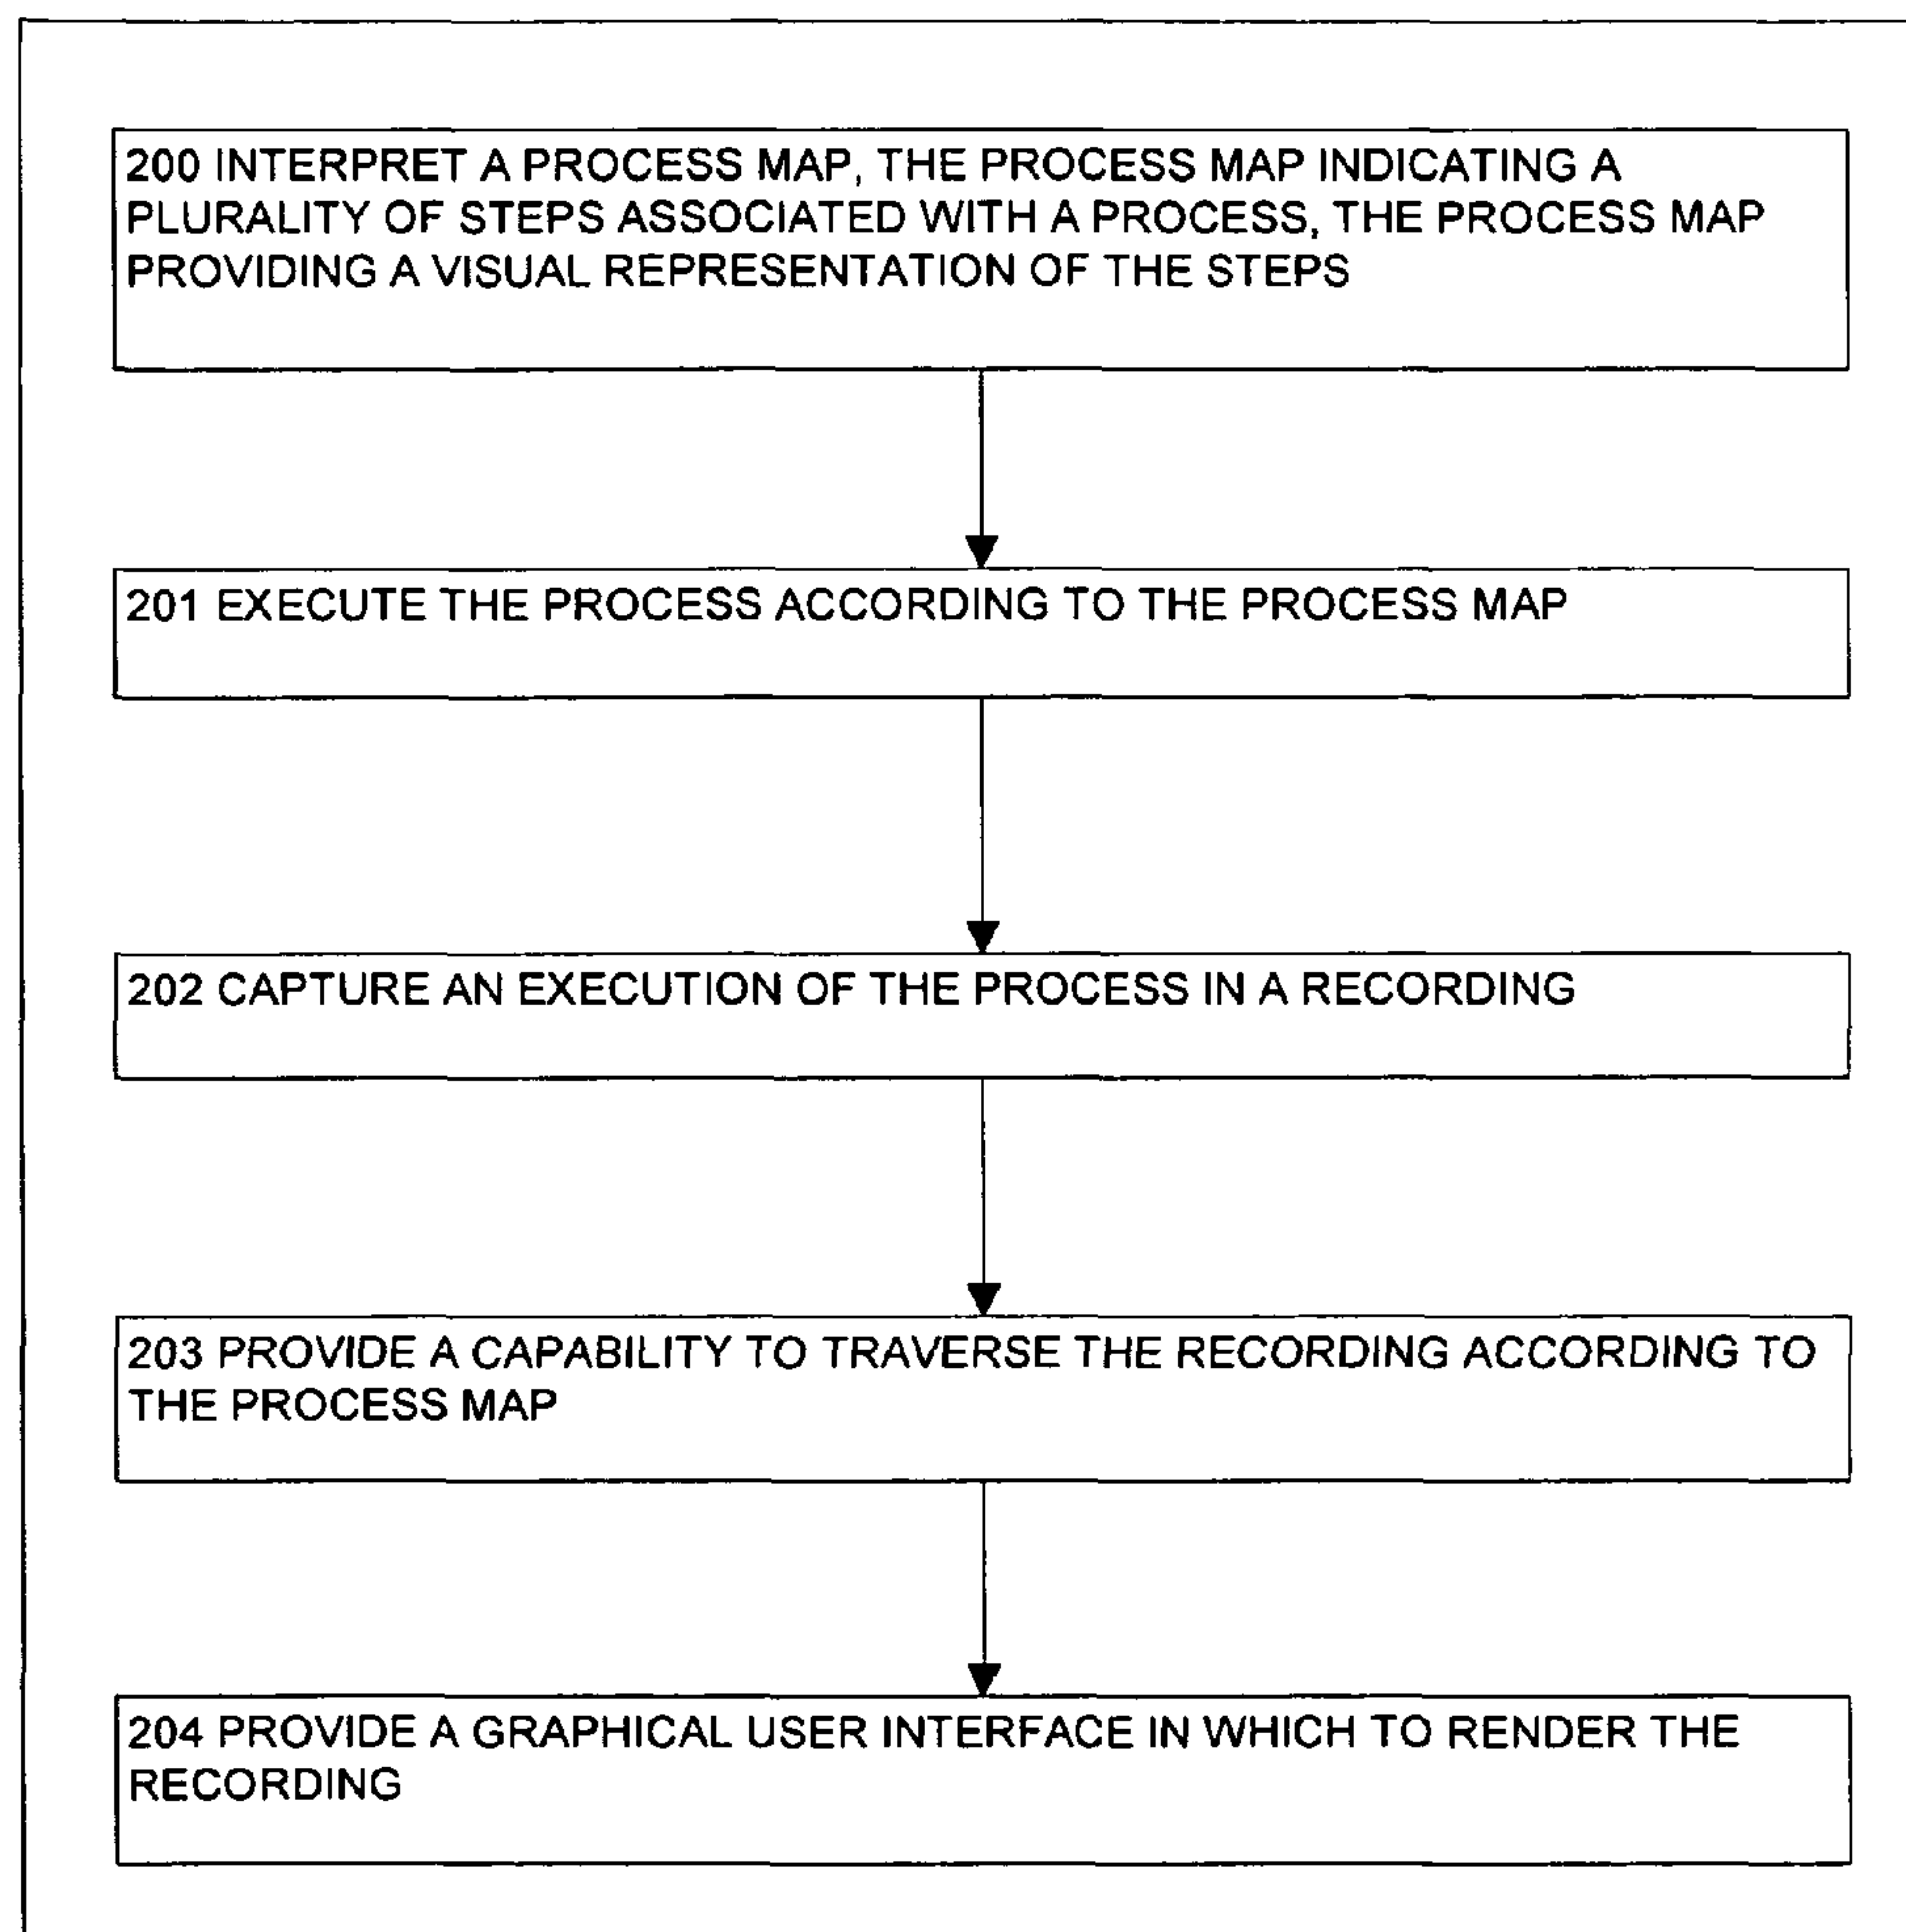 200 INTERPRET A PROCESS MAP, THE PROCESS MAP INDICATING A
PLURALITY OF STEPS ASSOCIATED WITH A PROCESS, THE PROCESS MAP
PROVIDING A VISUAL REPRESENTATION OF THE STEPS
201 EXECUTE THE PROCESS ACCORDING TO THE PROCESS MAP
202 CAPTURE AN EXECUTION OF THE PROCESS IN A RECORDING
203 PROVIDE A CAPABILITY TO TRAVERSE THE RECORDING ACCORDING TO
THE PROCESS MAP
204 PROVIDE A GRAPHICAL USER INTERFACE IN WHICH TO RENDER THE
RECORDING